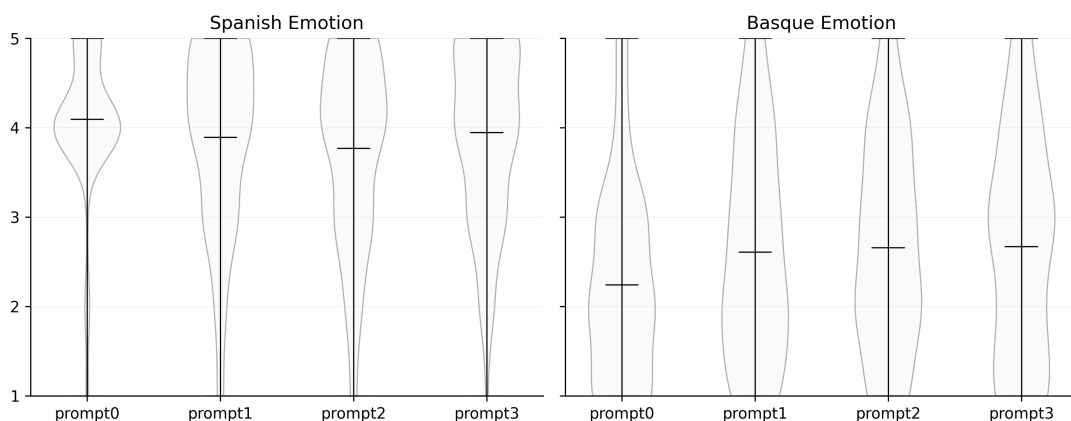 Spanish Emotion
5
4
3
2
1
prompt0 prompt1 prompt2 prompt3
Basque Emotion
prompt0 prompt1 prompt2 prompt3